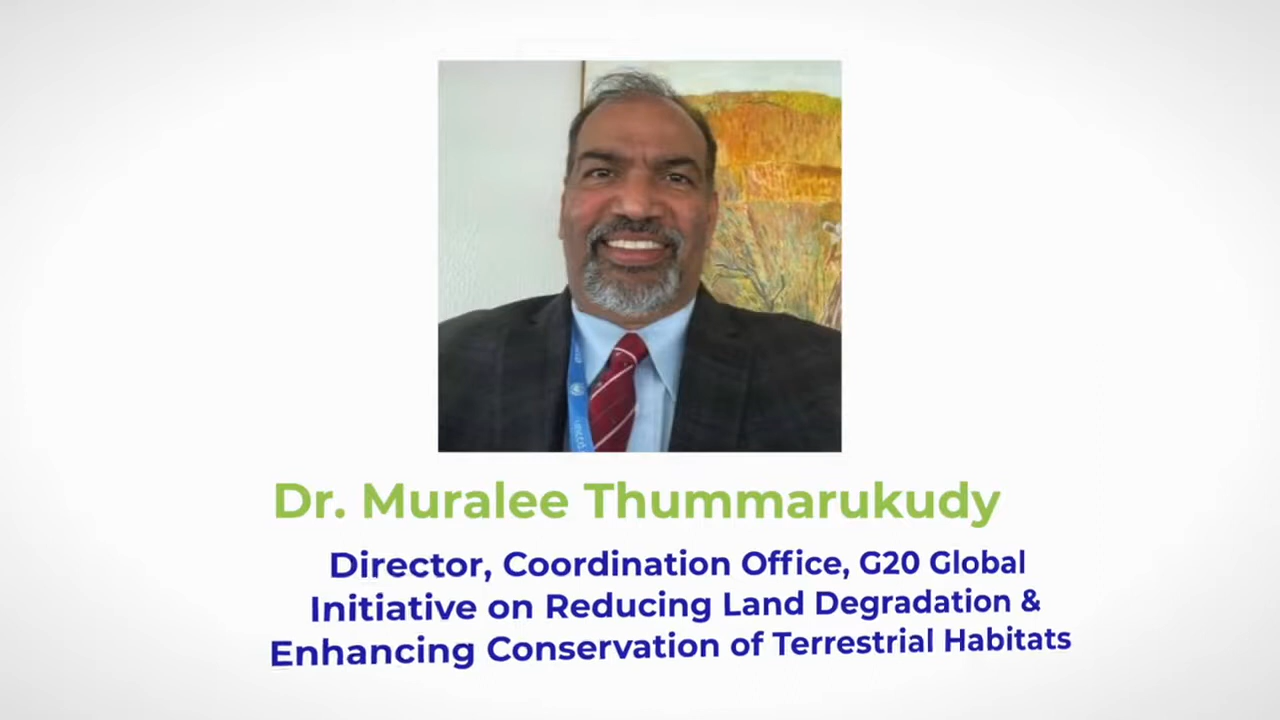 Dr. Muralee Thummarukudy
Director, Coordination Office, G20 Global
Initiative on Reducing Land Degradation &
Enhancing Conservation of Terrestrial Habitats